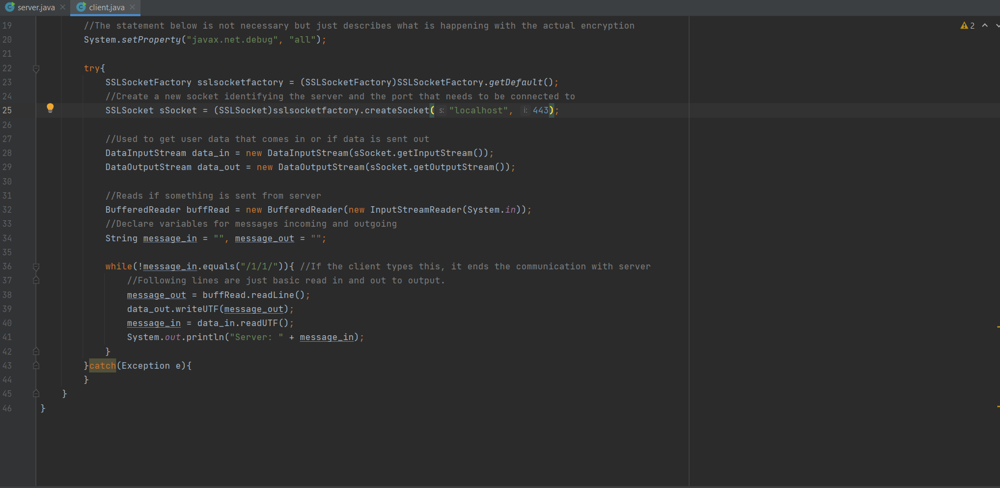 server.java client.java
19 //The statement below is not necessary but just describes what is happening with the actual encryption
20 System.setProperty("javax.net.debug", "all");
21
22 try{
23 SSLSocketFactory sslsocketfactory = (SSLSocketFactory)SSLSocketFactory.getDefault();
24 //Create a new socket identifying the server and the port that needs to be connected to
25 SSLSocket sSocket = (SSLSocket)sslsocketfactory.createSocket( s: "localhost", i: 443);
26
27 //Used to get user data that comes in or if data is sent out
28 DataInputStream data_in = new DataInputStream(sSocket.getInputStream());
29 DataOutputStream data_out = new DataOutputStream(sSocket.getOutputStream());
30
31 //Reads if something is sent from server
32 BufferedReader buffRead = new BufferedReader(new InputStreamReader(System.in));
33 //Declare variables for messages incoming and outgoing
34 String message_in = "", message_out = "";
35
36 while(!message_in.equals("/1/1/")){ //If the client types this, it ends the communication with server
37 //Following lines are just basic read in and out to output.
38 message_out = buffRead.readLine();
39 data_out.writeUTF(message_out);
40 message_in = data_in.readUTF();
41 System.out.println("Server: " + message_in);
42 }
43 }catch(Exception e){
44 }
45 }
46 }
2